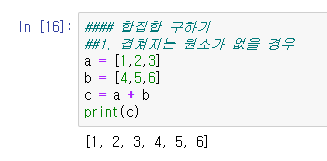 In [16]: #### 합집합 구하기
##1. 겹쳐지는 원소가 없을 경우
a = [1,2,3]
b = [4,5,6]
c = a + b
print(c)
[1, 2, 3, 4, 5, 6]